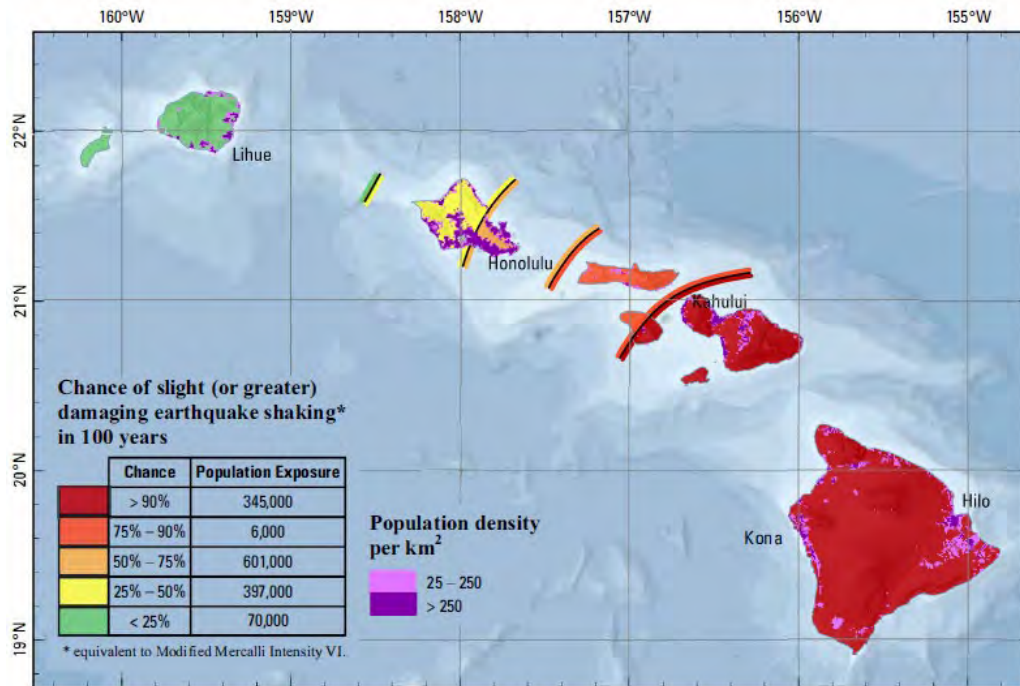 160°W 159°W 158°W 157°W 156°W 155°W
22°N
21°N
20°N
19°N
Lihue
Honolulu
Kahului
Kona
Hilo
Chance of slight (or greater)
damaging earthquake shaking*
in 100 years
Chance Population Exposure
> 90% 345,000
75% – 90% 6,000
50% – 75% 601,000
25% – 50% 397,000
< 25% 70,000
* equivalent to Modified Mercalli Intensity VI.
Population density
per km²
25 – 250
> 250